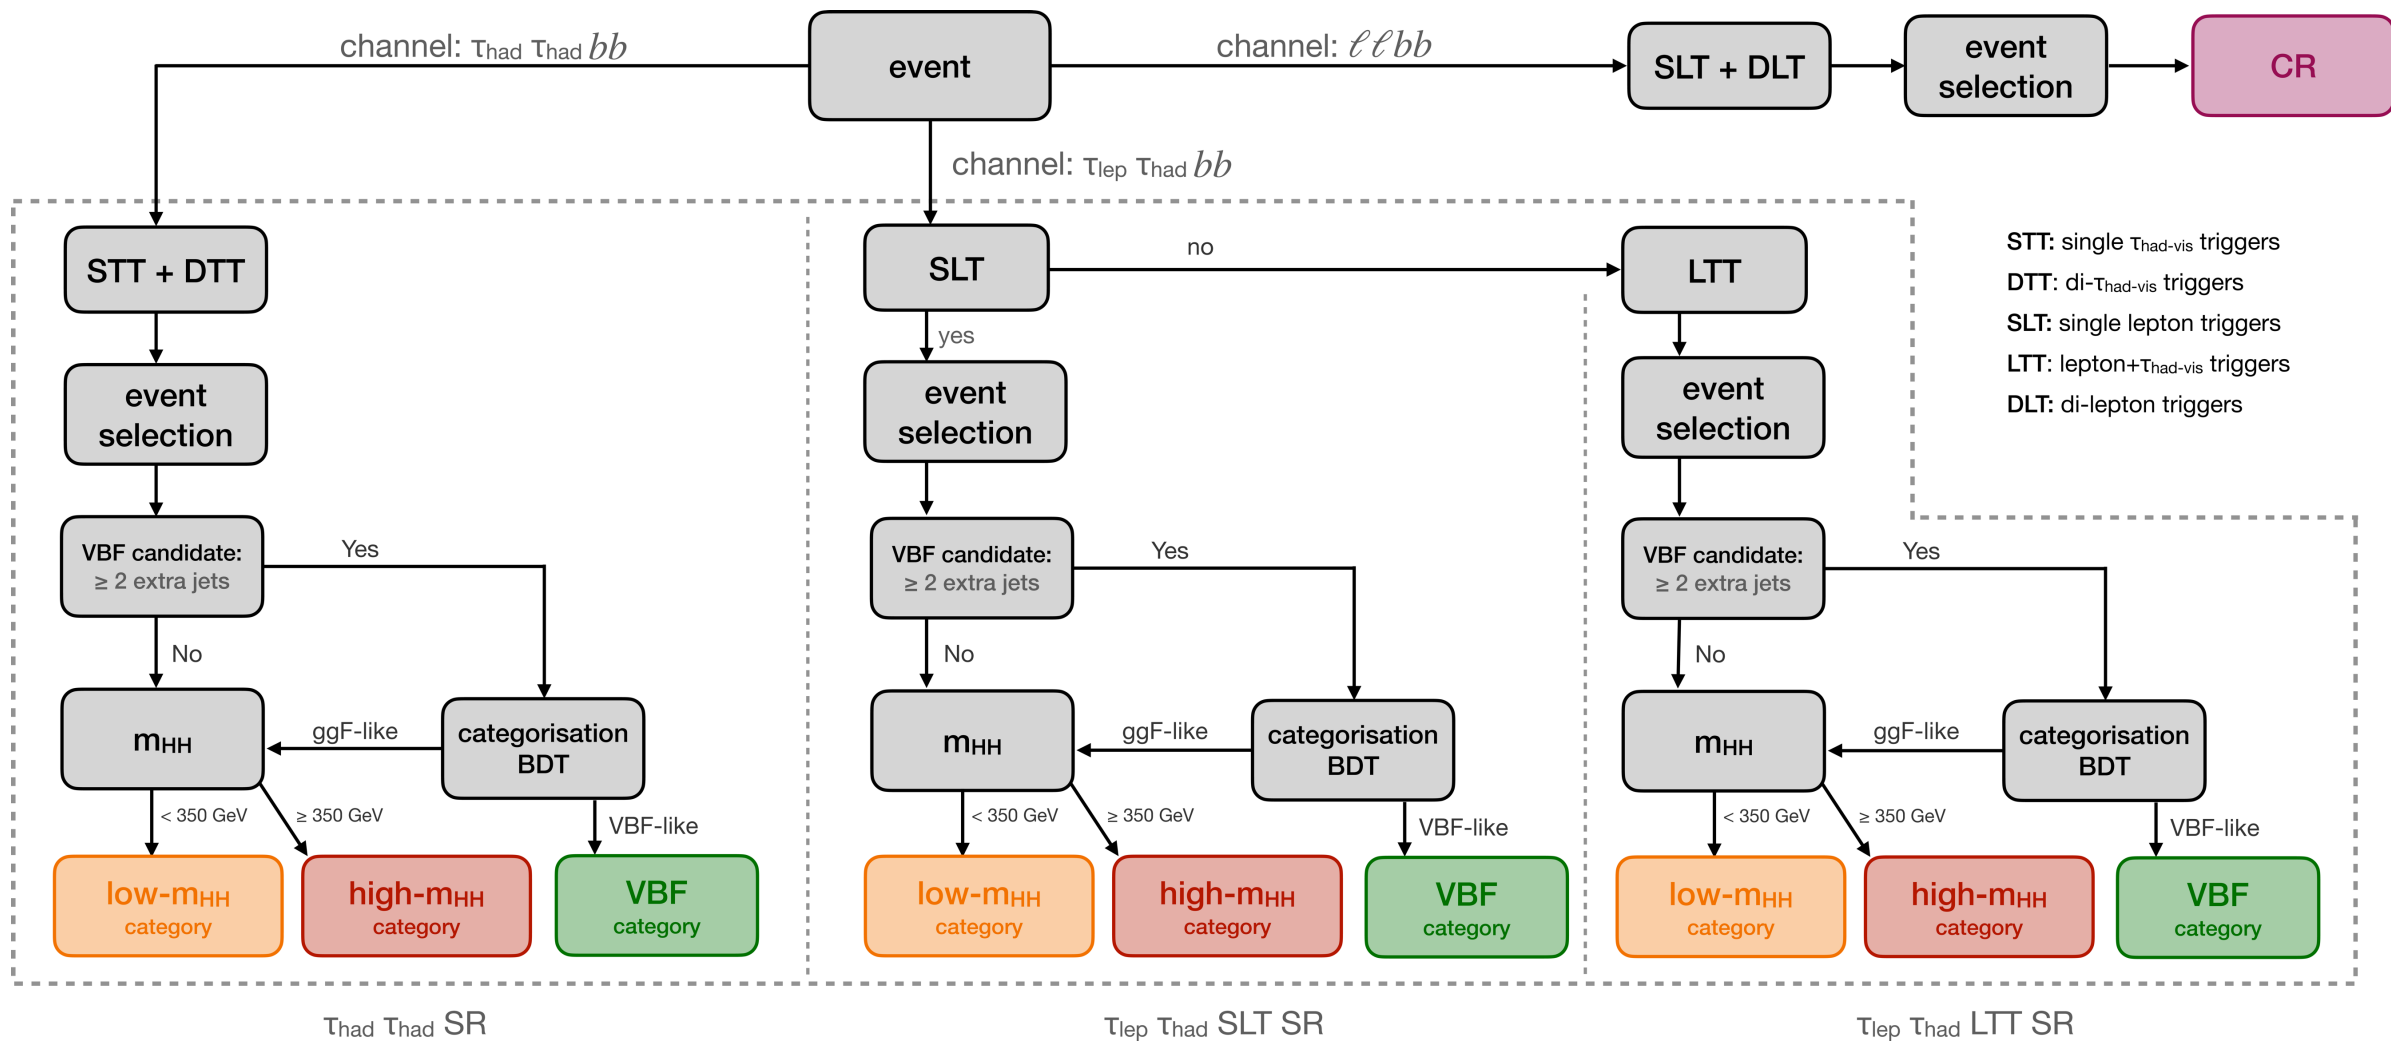 channel: τhad τhad bb
event
channel: ℓℓbb
SLT + DLT
event
selection
CR
channel: τlep τhad bb
STT + DTT
SLT
no
LTT
STT: single τhad-vis triggers
DTT: di-τhad-vis triggers
SLT: single lepton triggers
LTT: lepton+τhad-vis triggers
DLT: di-lepton triggers
yes
event
selection
event
selection
event
selection
VBF candidate:
≥ 2 extra jets
Yes
VBF candidate:
≥ 2 extra jets
Yes
VBF candidate:
≥ 2 extra jets
Yes
No
No
No
mHH
ggF-like
categorisation
BDT
mHH
ggF-like
categorisation
BDT
mHH
ggF-like
categorisation
BDT
< 350 GeV
≥ 350 GeV
VBF-like
< 350 GeV
≥ 350 GeV
VBF-like
< 350 GeV
≥ 350 GeV
VBF-like
low-mHH
category
high-mHH
category
VBF
category
low-mHH
category
high-mHH
category
VBF
category
low-mHH
category
high-mHH
category
VBF
category
τhad τhad SR
τlep τhad SLT SR
τlep τhad LTT SR